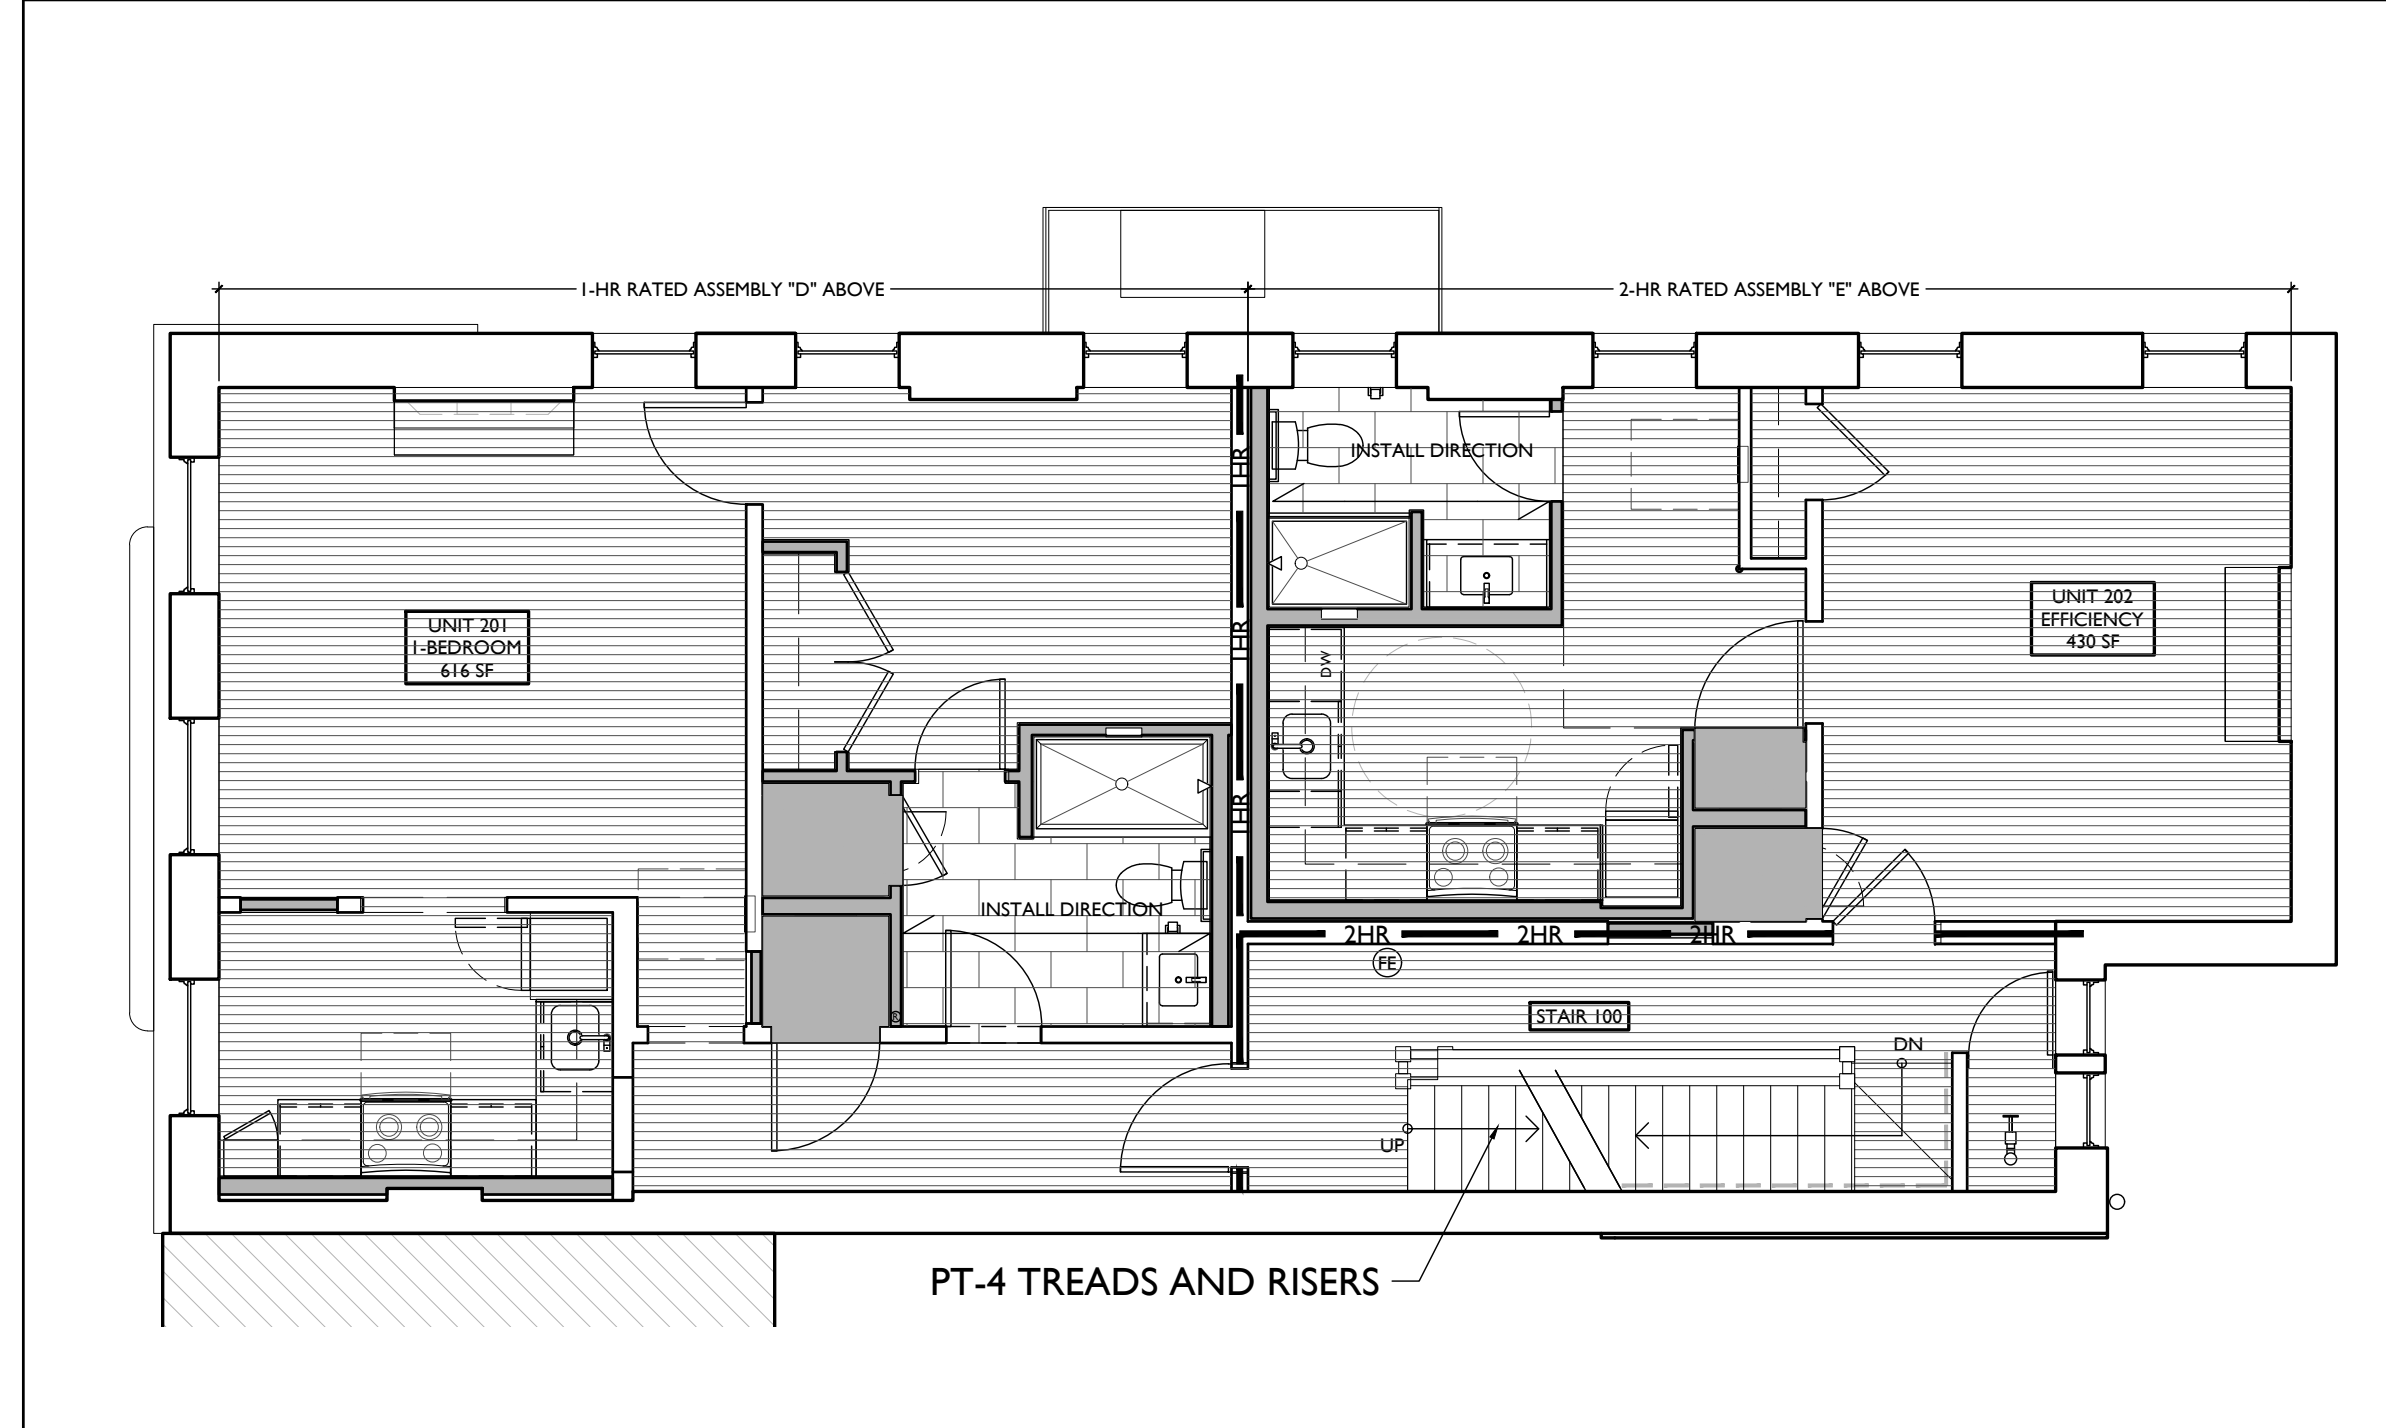 1-HR RATED ASSEMBLY "D" ABOVE
2-HR RATED ASSEMBLY "E" ABOVE
1HR
INSTALL DIRECTION
UNIT 201
1-BEDROOM
616 SF
1HR
DW
UNIT 202
EFFICIENCY
430 SF
1HR
INSTALL DIRECTION
2HR
2HR
2HR
FE
STAIR 100
DN
UP
PT-4 TREADS AND RISERS